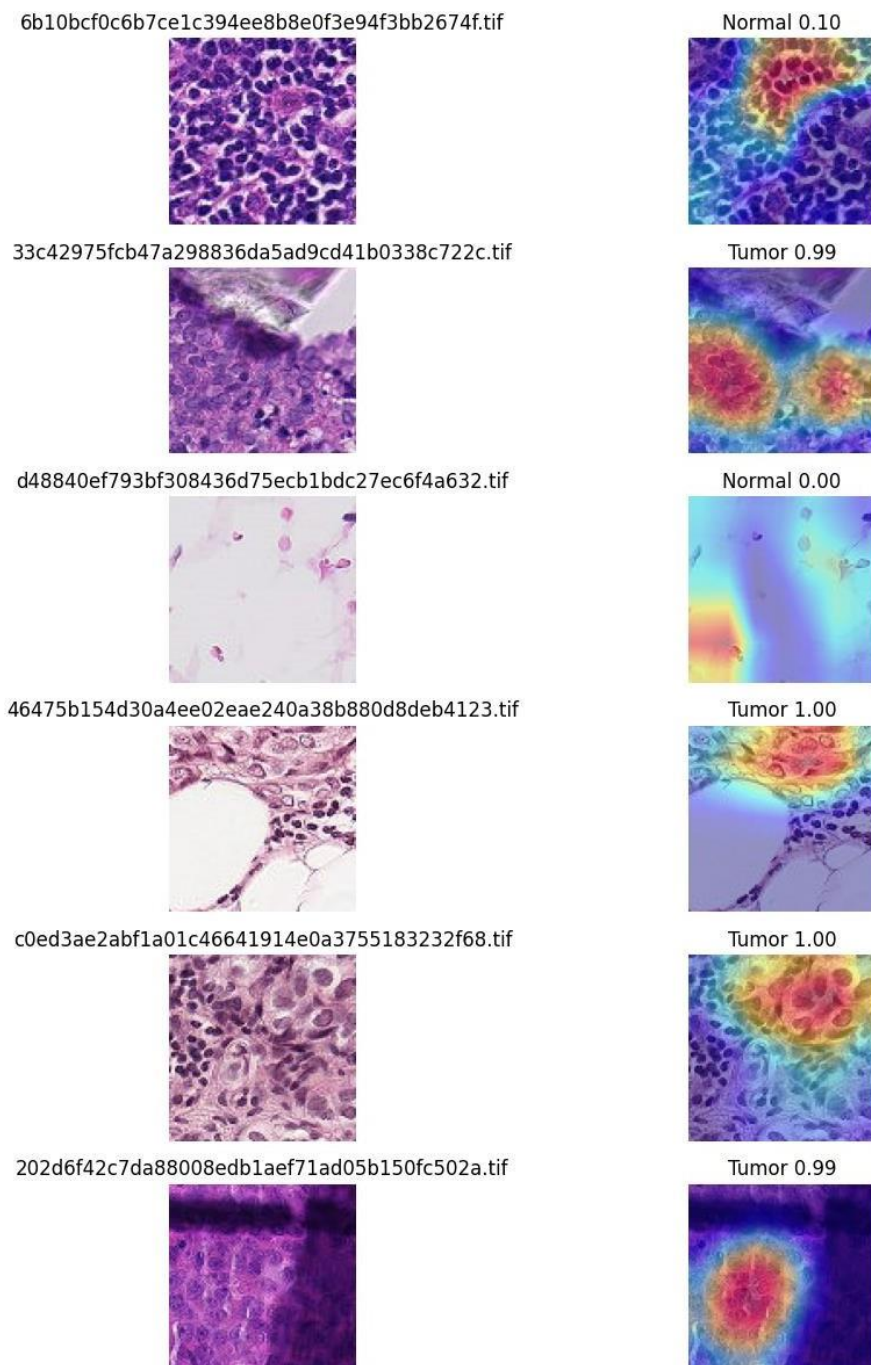 6b10bcf0c6b7ce1c394ee8b8e0f3e94f3bb2674f.tif Normal 0.10
33c42975fcb47a298836da5ad9cd41b0338c722c.tif Tumor 0.99
d48840ef793bf308436d75ecb1bdc27ec6f4a632.tif Normal 0.00
46475b154d30a4ee02eae240a38b880d8deb4123.tif Tumor 1.00
c0ed3ae2abf1a01c46641914e0a3755183232f68.tif Tumor 1.00
202d6f42c7da88008edb1aef71ad05b150fc502a.tif Tumor 0.99